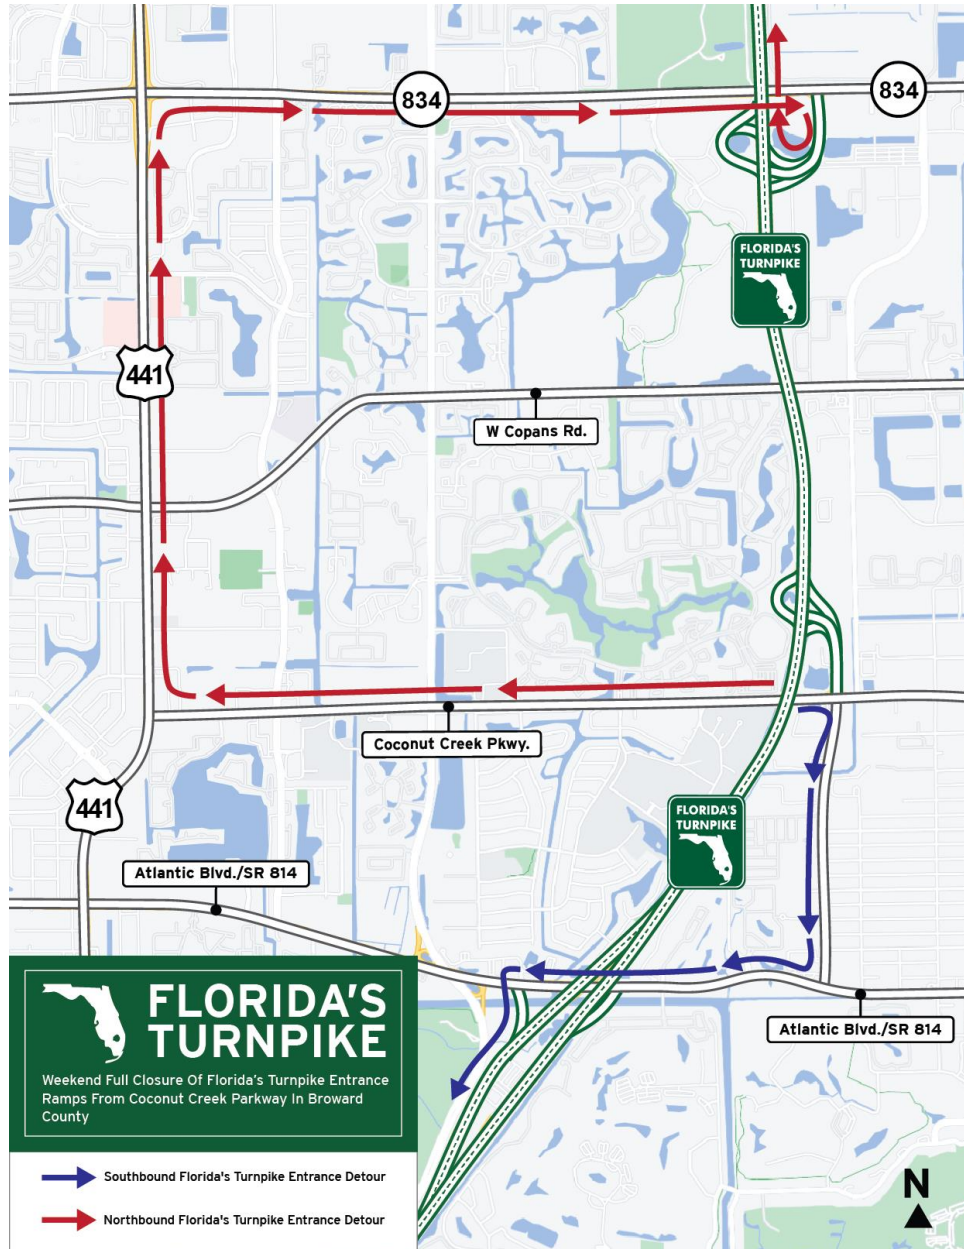 834
834
FLORIDA'S
TURNPIKE
441
W Copans Rd.
Coconut Creek Pkwy.
441
FLORIDA'S
TURNPIKE
Atlantic Blvd./SR 814
Atlantic Blvd./SR 814
FLORIDA'S
TURNPIKE
Weekend Full Closure Of Florida's Turnpike Entrance
Ramps From Coconut Creek Parkway In Broward
County
Southbound Florida's Turnpike Entrance Detour
Northbound Florida's Turnpike Entrance Detour
N